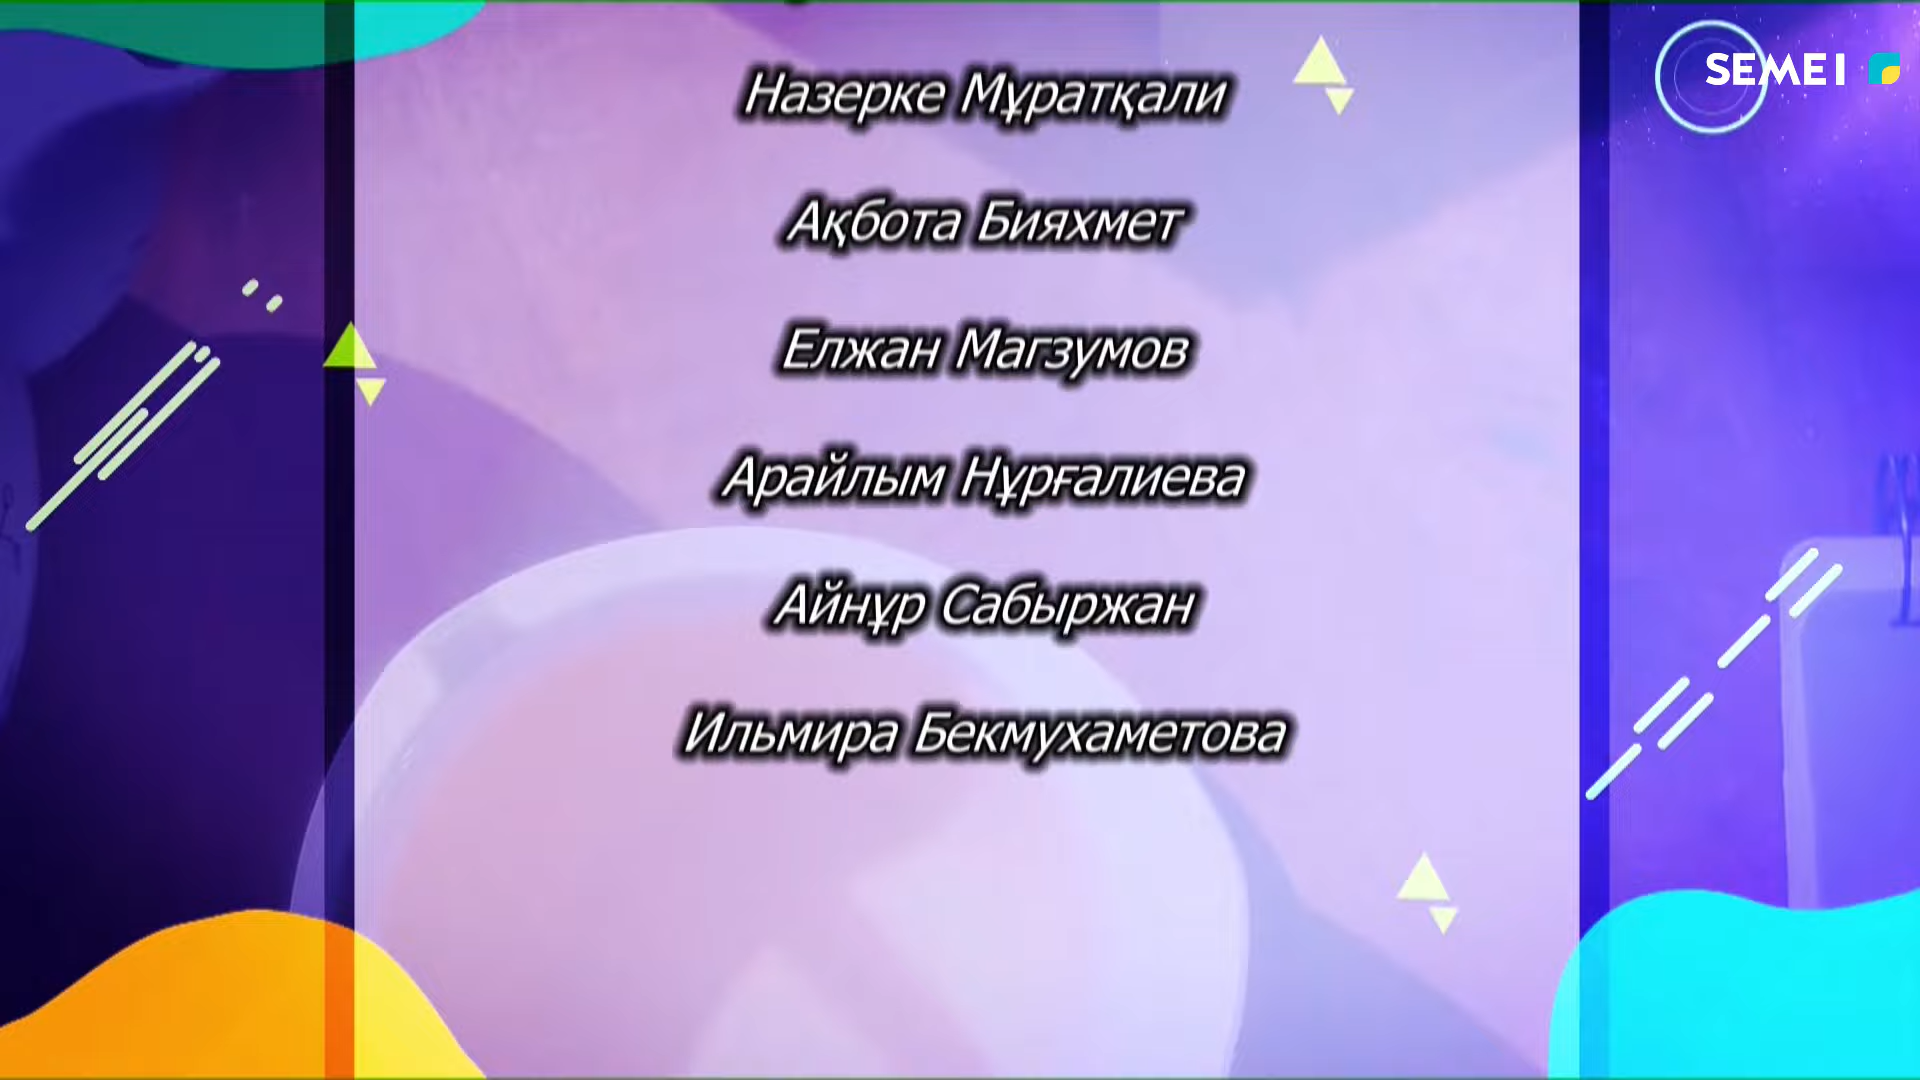 SEMEI
Назерке Мұратқали
Ақбота Бияхмет
Елжан Магзумов
Арайлым Нұрғалиева
Айнұр Сабыржан
Ильмира Бекмухаметова